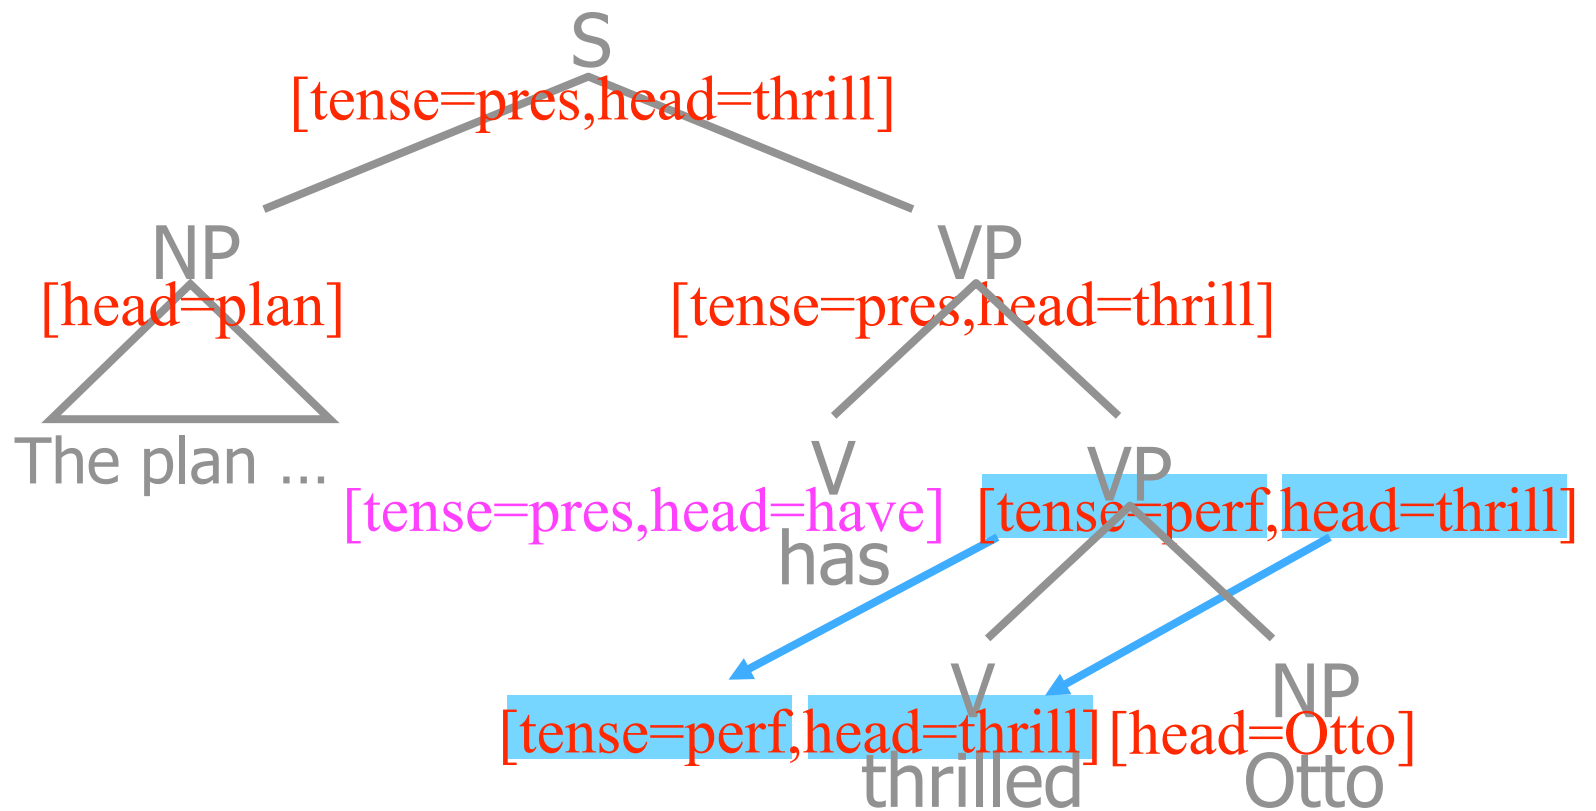 S
[tense=pres,head=thrill]
NP VP
[head=plan] [tense=pres,head=thrill]
The plan ... V VP
[tense=pres,head=have] [tense=perf,head=thrill]
has
V NP
[tense=perf,head=thrill] [head=Otto]
thrilled Otto